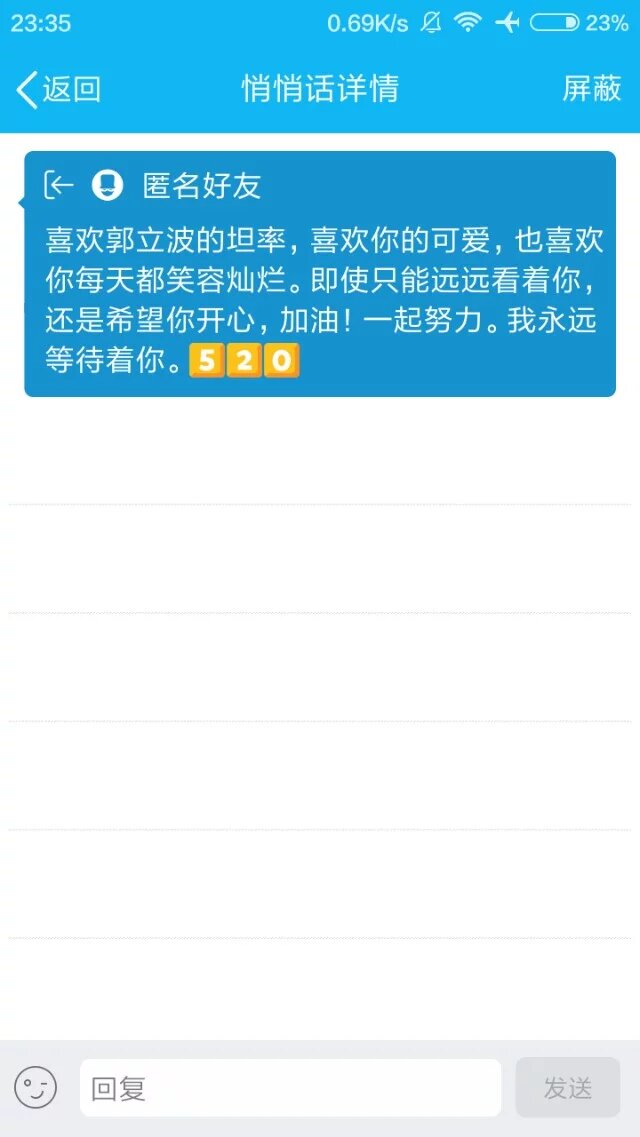 23:35 0.69K/s 23%
返回 悄悄话详情 屏蔽
匿名好友
喜欢郭立波的坦率，喜欢你的可爱，也喜欢
你每天都笑容灿烂。即使只能远远看着你，
还是希望你开心，加油！一起努力。我永远
等待着你。520
回复 发送